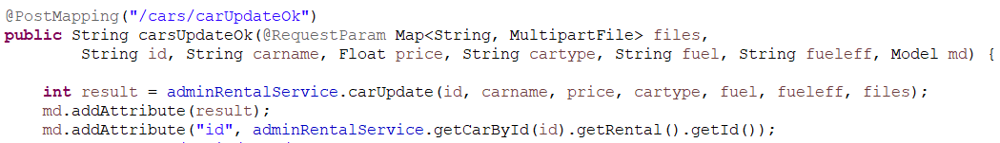 @PostMapping("/cars/carUpdateOk")
public String carsUpdateOk(@RequestParam Map<String, MultipartFile> files,
String id, String carname, Float price, String cartype, String fuel, String fueleff, Model md) {
int result = adminRentalService.carUpdate(id, carname, price, cartype, fuel, fueleff, files);
md.addAttribute(result);
md.addAttribute("id", adminRentalService.getCarById(id).getRental().getId());